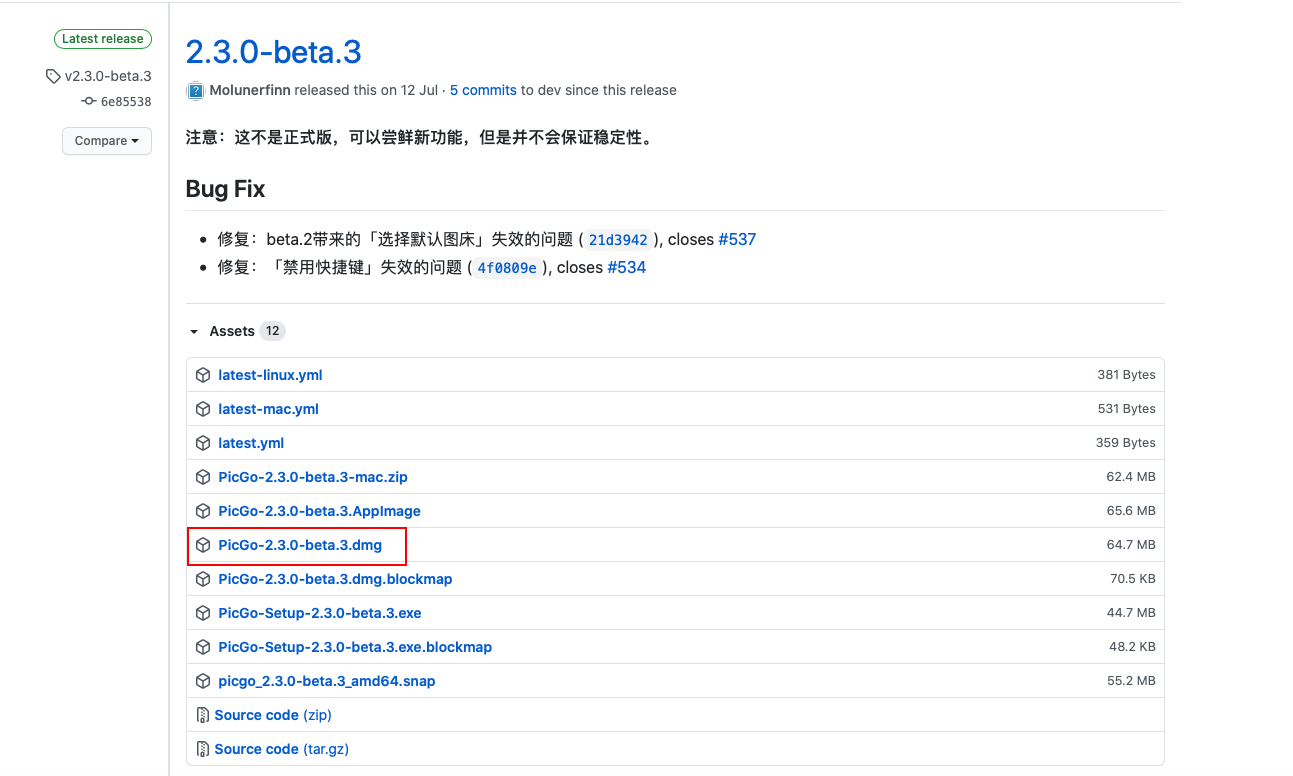 Latest release
v2.3.0-beta.3
6e85538
Compare
2.3.0-beta.3
Molunerfinn released this on 12 Jul · 5 commits to dev since this release
注意：这不是正式版，可以尝鲜新功能，但是并不会保证稳定性。
Bug Fix
修复：beta.2带来的「选择默认图床」失效的问题 ( 21d3942 ), closes #537
修复：「禁用快捷键」失效的问题 ( 4f0809e ), closes #534
Assets 12
latest-linux.yml 381 Bytes
latest-mac.yml 531 Bytes
latest.yml 359 Bytes
PicGo-2.3.0-beta.3-mac.zip 62.4 MB
PicGo-2.3.0-beta.3.AppImage 65.6 MB
PicGo-2.3.0-beta.3.dmg 64.7 MB
PicGo-2.3.0-beta.3.dmg.blockmap 70.5 KB
PicGo-Setup-2.3.0-beta.3.exe 44.7 MB
PicGo-Setup-2.3.0-beta.3.exe.blockmap 48.2 KB
picgo_2.3.0-beta.3_amd64.snap 55.2 MB
Source code (zip)
Source code (tar.gz)